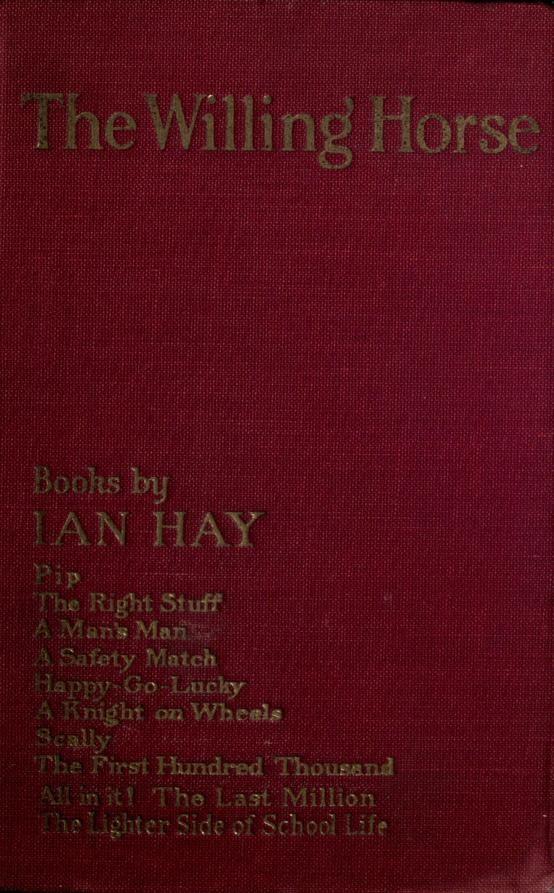 The Willing Horse
Books by
IAN HAY
Pip
The Right Stuff
A Man's Man
A Safety Match
Happy-Go-Lucky
A Knight on Wheels
Scally
The First Hundred Thousand
All in it! The Last Million
The Lighter Side of School Life